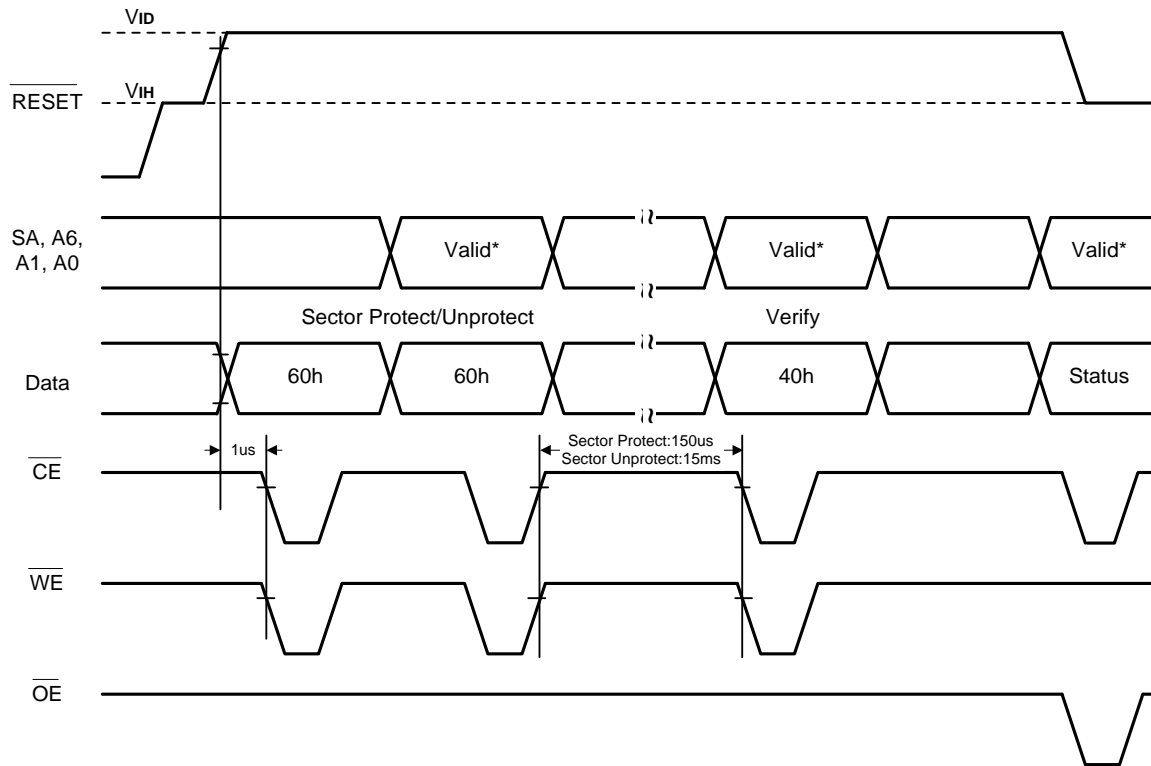 VID
VIH
RESET
SA, A6,
A1, A0
Valid*
Valid*
Valid*
Sector Protect/Unprotect
Verify
Data
60h
60h
40h
Status
1us
Sector Protect:150us
Sector Unprotect:15ms
CE
WE
OE